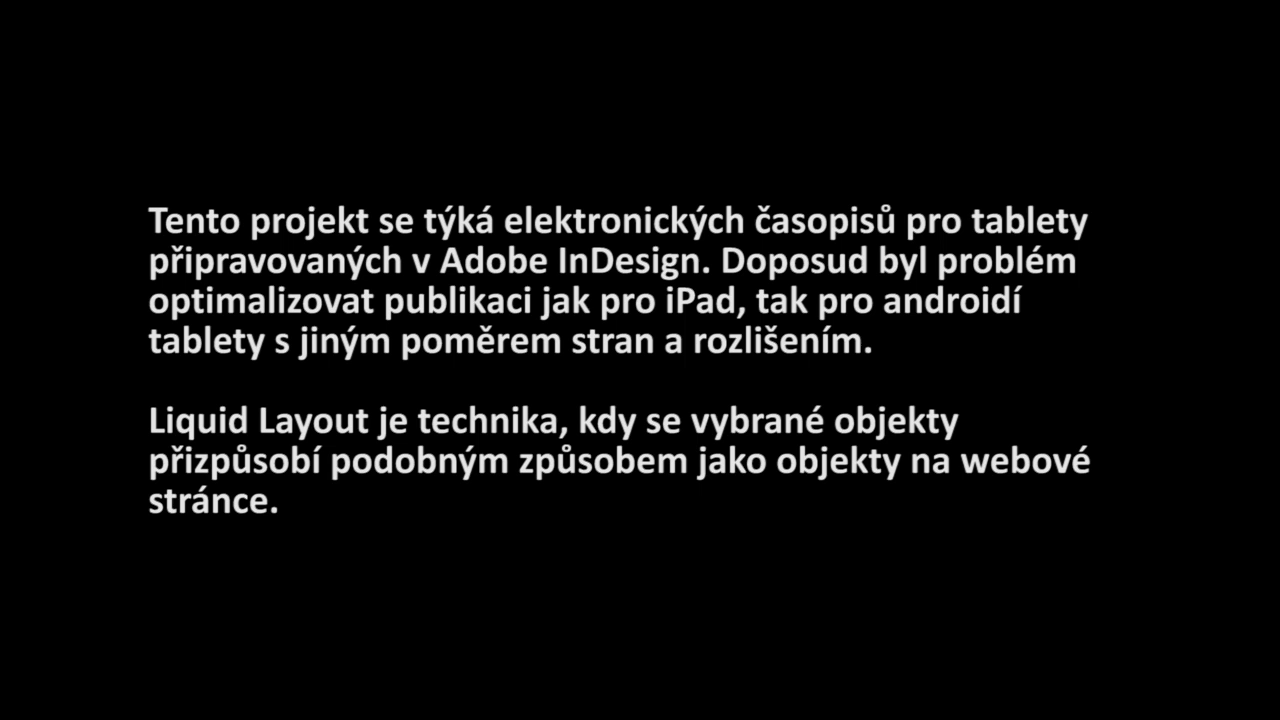 Tento projekt se týká elektronických časopisů pro tablety
připravovaných v Adobe InDesign. Doposud byl problém
optimalizovat publikaci jak pro iPad, tak pro androidí
tablety s jiným poměrem stran a rozlišením.
Liquid Layout je technika, kdy se vybrané objekty
přizpůsobí podobným způsobem jako objekty na webové
stránce.